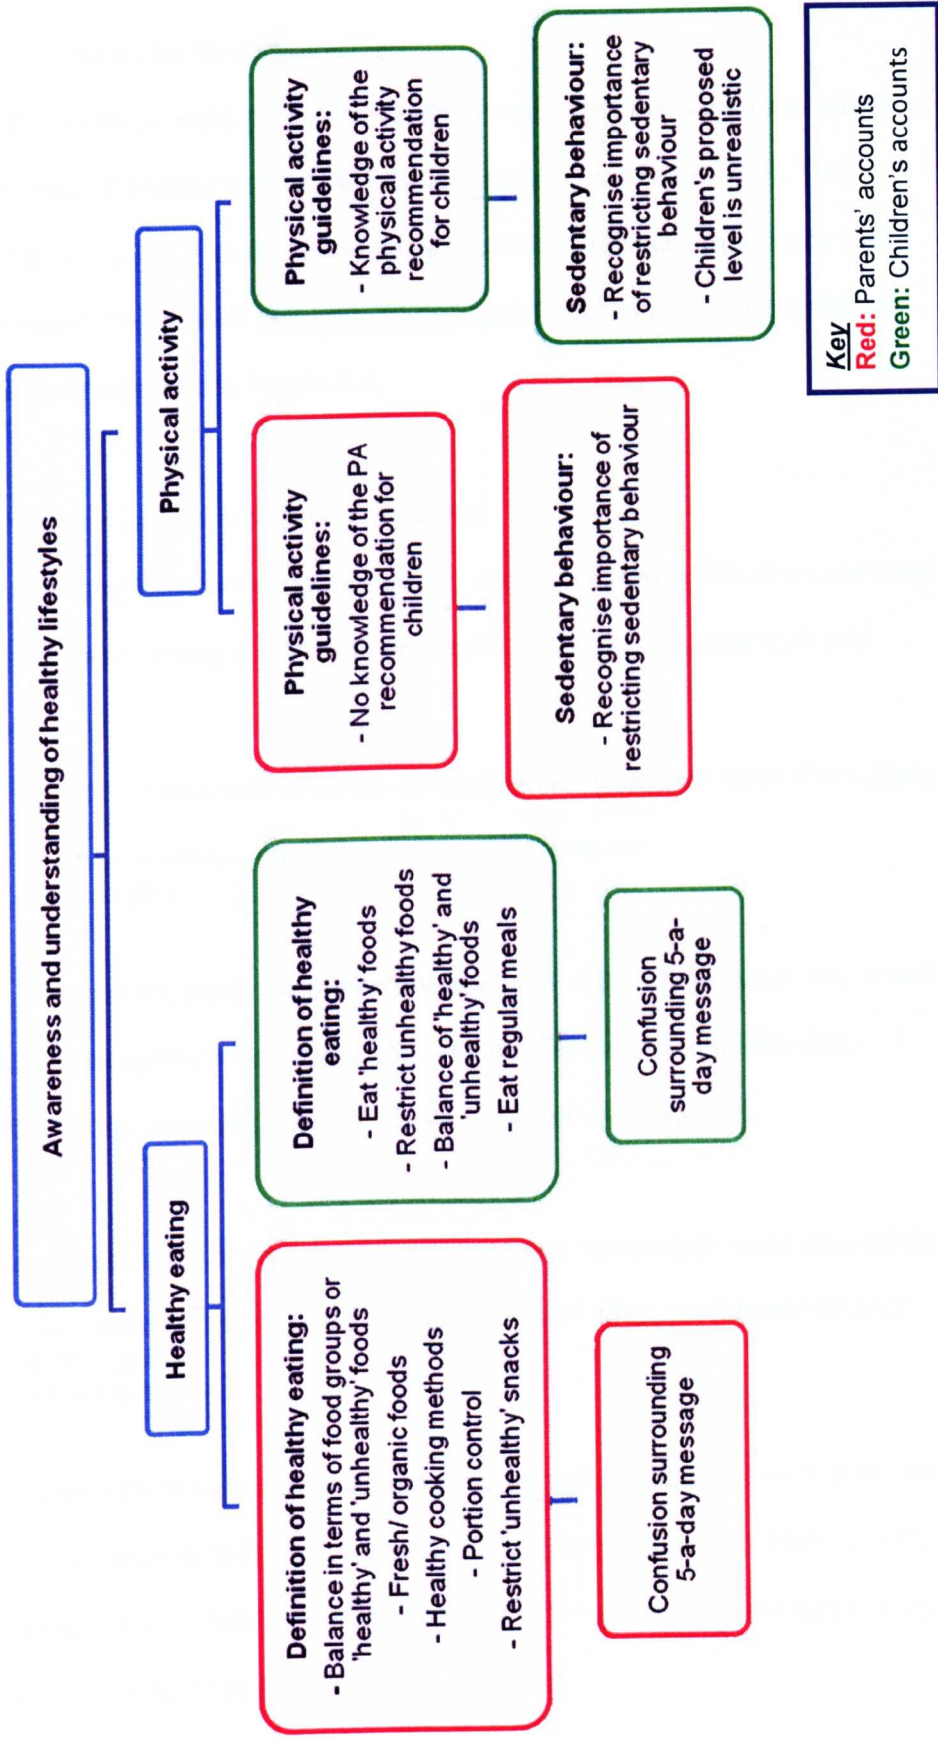 Awareness and understanding of healthy lifestyles
Healthy eating
Physical activity
Definition of healthy eating:
- Balance in terms of food groups or
'healthy' and 'unhealthy' foods
- Fresh/ organic foods
- Healthy cooking methods
- Portion control
- Restrict 'unhealthy' snacks
Confusion surrounding
5-a-day message
Definition of healthy
eating:
- Eat 'healthy' foods
- Restrict unhealthy foods
- Balance of 'healthy' and
'unhealthy' foods
- Eat regular meals
Confusion
surrounding 5-a-
day message
Physical activity
guidelines:
- No knowledge of the PA
recommendation for
children
Sedentary behaviour:
- Recognise importance of
restricting sedentary behaviour
Physical activity
guidelines:
- Knowledge of the
physical activity
recommendation
for children
Sedentary behaviour:
- Recognise importance
of restricting sedentary
behaviour
- Children's proposed
level is unrealistic
Key
Red: Parents' accounts
Green: Children's accounts